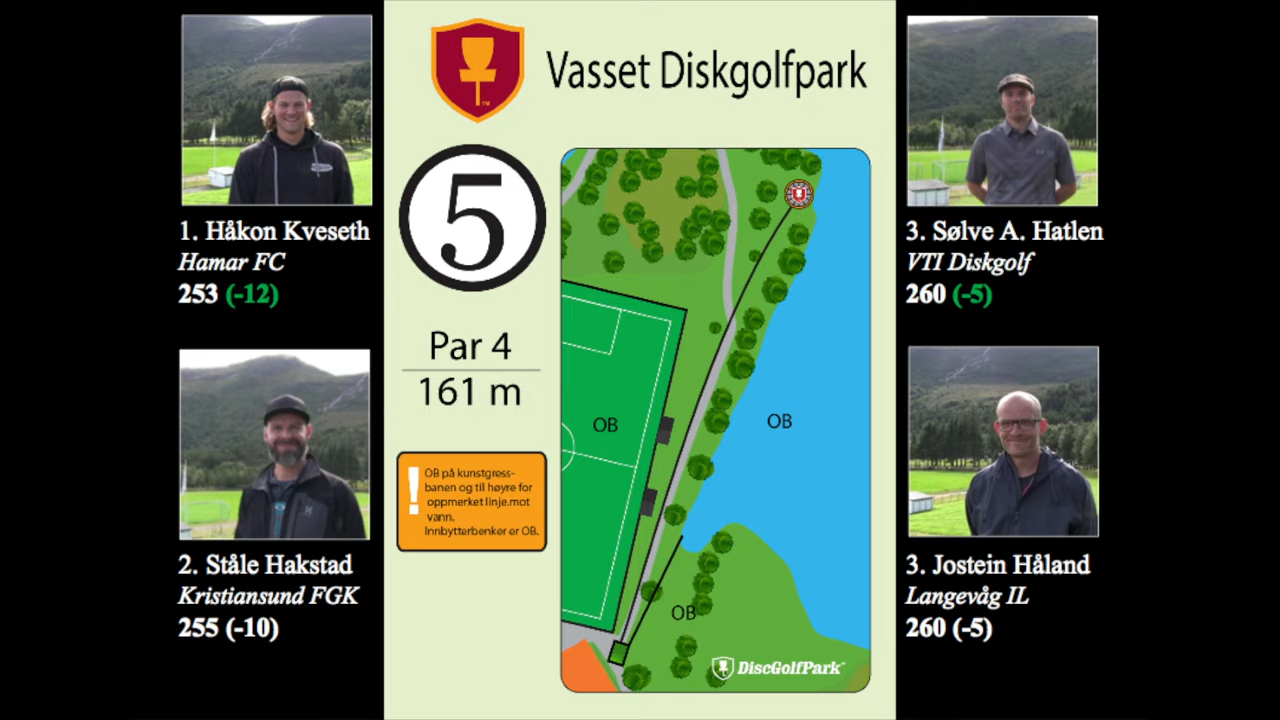 Vasset Diskgolfpark
5
Par 4
161 m
OB på kunstgress-
banen og til høyre for
oppmerket linje.mot
vann.
Innbytterbenker er OB.
!
OB
OB
OB
DiscGolfPark™
1. Håkon Kveseth
Hamar FC
253 (-12)
2. Ståle Hakstad
Kristiansund FGK
255 (-10)
3. Sølve A. Hatlen
VTI Diskgolf
260 (-5)
3. Jostein Håland
Langevåg IL
260 (-5)